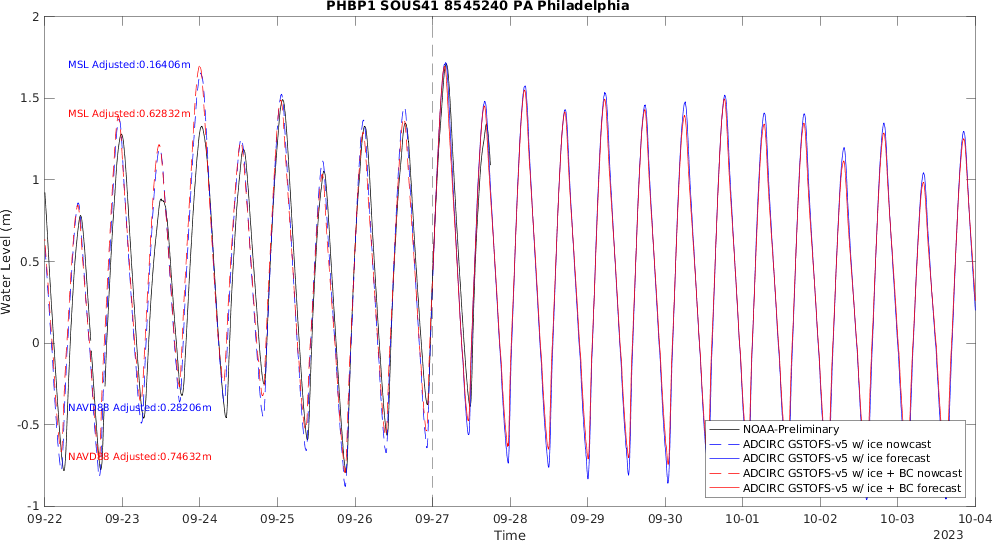 PHBP1 SOUS41 8545240 PA Philadelphia
2
1.5
1
0.5
0
-0.5
-1
Water Level (m)
MSL Adjusted:0.16406m
MSL Adjusted:0.62832m
NAVD88 Adjusted:0.28206m
NAVD88 Adjusted:0.74632m
NOAA-Preliminary
ADCIRC GSTOFS-v5 w/ ice nowcast
ADCIRC GSTOFS-v5 w/ ice forecast
ADCIRC GSTOFS-v5 w/ ice + BC nowcast
ADCIRC GSTOFS-v5 w/ ice + BC forecast
09-22 09-23 09-24 09-25 09-26 09-27 09-28 09-29 09-30 10-01 10-02 10-03 10-04
Time
2023